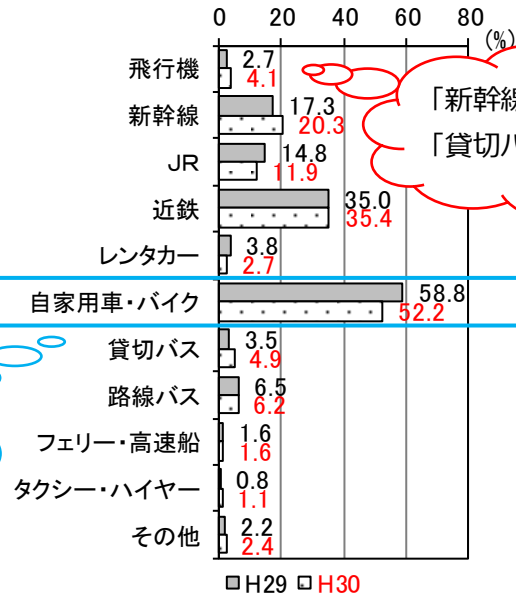 0 20 40 60 80
(%)
飛行機 2.7
4.1
新幹線 17.3
20.3
JR 14.8
11.9
近鉄 35.0
35.4
レンタカー 3.8
2.7
自家用車・バイク 58.8
52.2
貸切バス 3.5
4.9
路線バス 6.5
6.2
フェリー・高速船 1.6
1.6
タクシー・ハイヤー 0.8
1.1
その他 2.2
2.4
H29 H30
「新幹線
「貸切